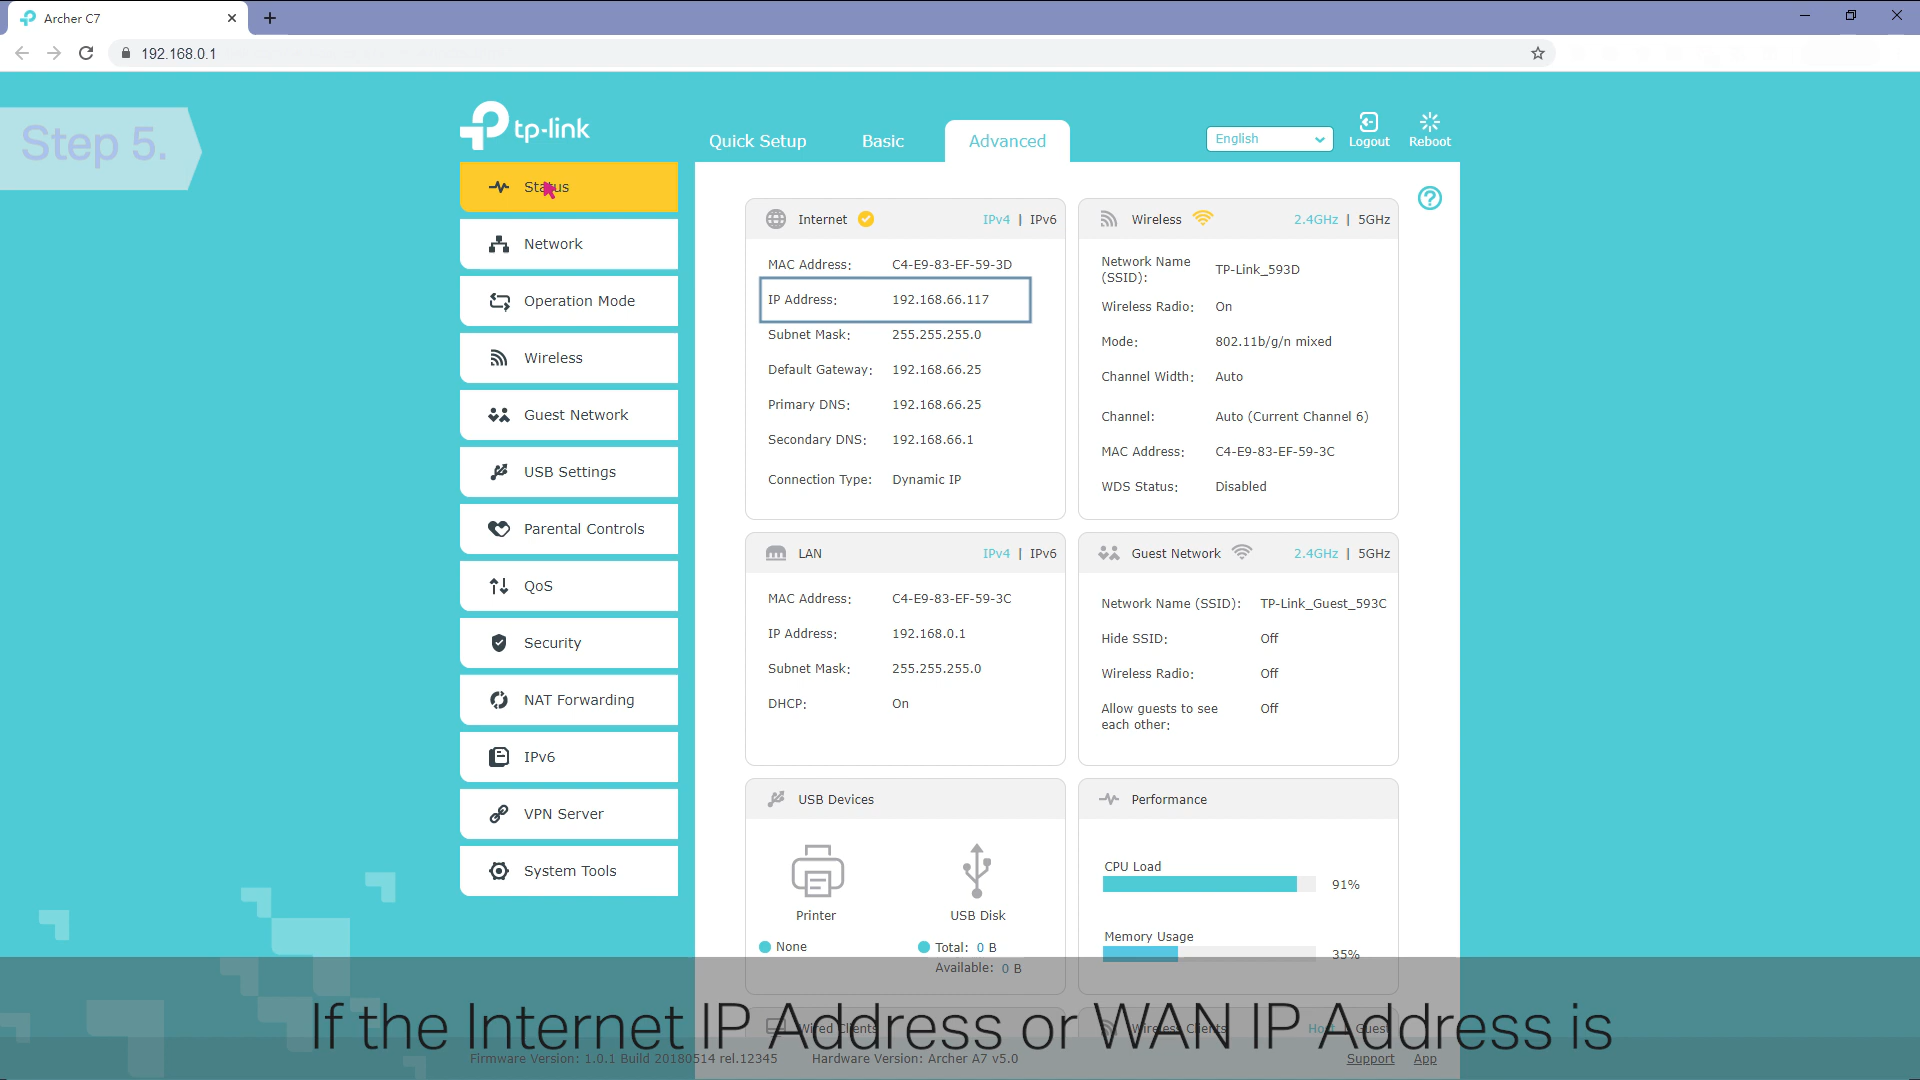 Archer C7
192.168.0.1
Step 5.
tp-link
Quick Setup
Basic
Advanced
English
Logout
Reboot
Status
Network
Operation Mode
Wireless
Guest Network
USB Settings
Parental Controls
QoS
Security
NAT Forwarding
IPv6
VPN Server
System Tools
Internet IPv4 | IPv6
MAC Address: C4-E9-83-EF-59-3D
IP Address: 192.168.66.117
Subnet Mask: 255.255.255.0
Default Gateway: 192.168.66.25
Primary DNS: 192.168.66.25
Secondary DNS: 192.168.66.1
Connection Type: Dynamic IP
Wireless 2.4GHz | 5GHz
Network Name
(SSID): TP-Link_593D
Wireless Radio: On
Mode: 802.11b/g/n mixed
Channel Width: Auto
Channel: Auto (Current Channel 6)
MAC Address: C4-E9-83-EF-59-3C
WDS Status: Disabled
LAN IPv4 | IPv6
MAC Address: C4-E9-83-EF-59-3C
IP Address: 192.168.0.1
Subnet Mask: 255.255.255.0
DHCP: On
Guest Network 2.4GHz | 5GHz
Network Name (SSID): TP-Link_Guest_593C
Hide SSID: Off
Wireless Radio: Off
Allow guests to see
each other: Off
USB Devices
Printer
None
USB Disk
Total: 0 B
Available: 0 B
Performance
CPU Load
91%
Memory Usage
35%
Wired Clients
Wireless Clients Host Guest
If the Internet IP Address or WAN IP Address is
Firmware Version: 1.0.1 Build 20180514 rel.12345 Hardware Version: Archer A7 v5.0
Support App